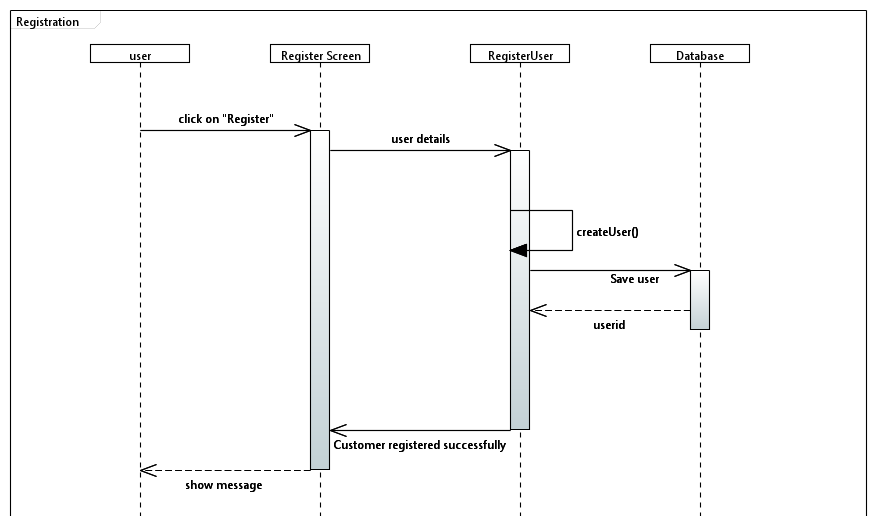 Registration
user
Register Screen
RegisterUser
Database
click on "Register"
user details
createUser()
Save user
userid
Customer registered successfully
show message